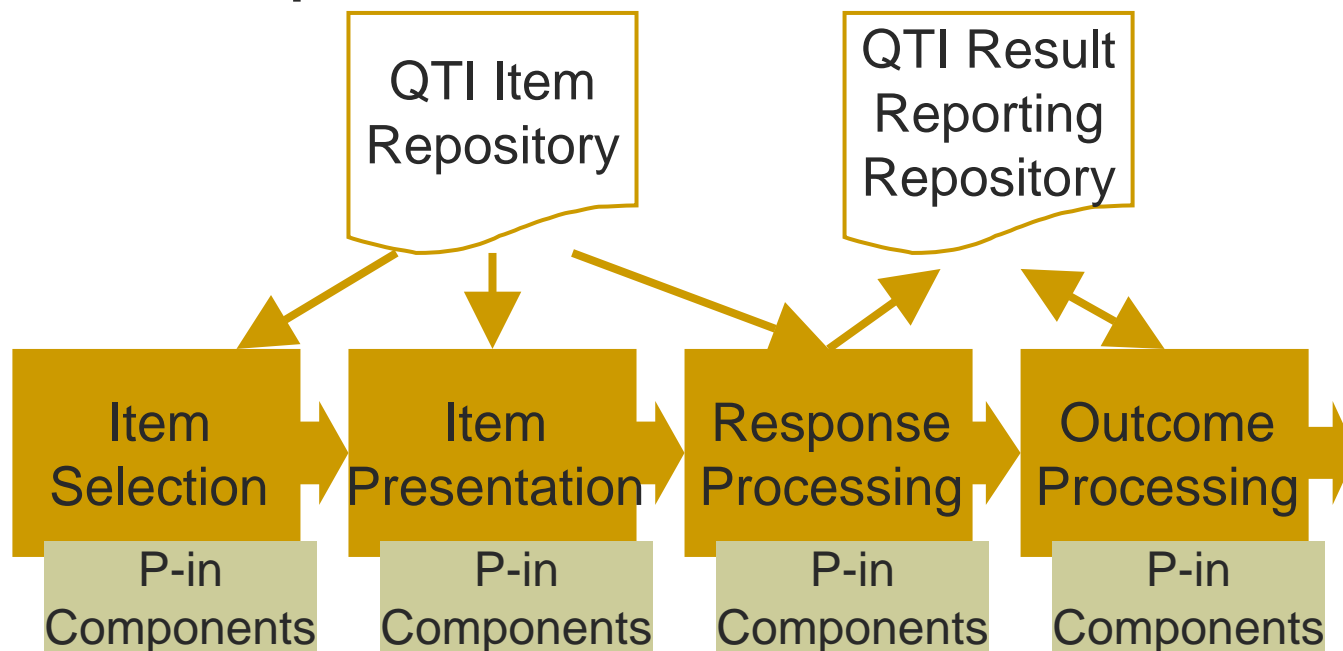 QTI Item
Repository
QTI Result
Reporting
Repository
Item
Selection
Item
Presentation
Response
Processing
Outcome
Processing
P-in
Components
P-in
Components
P-in
Components
P-in
Components